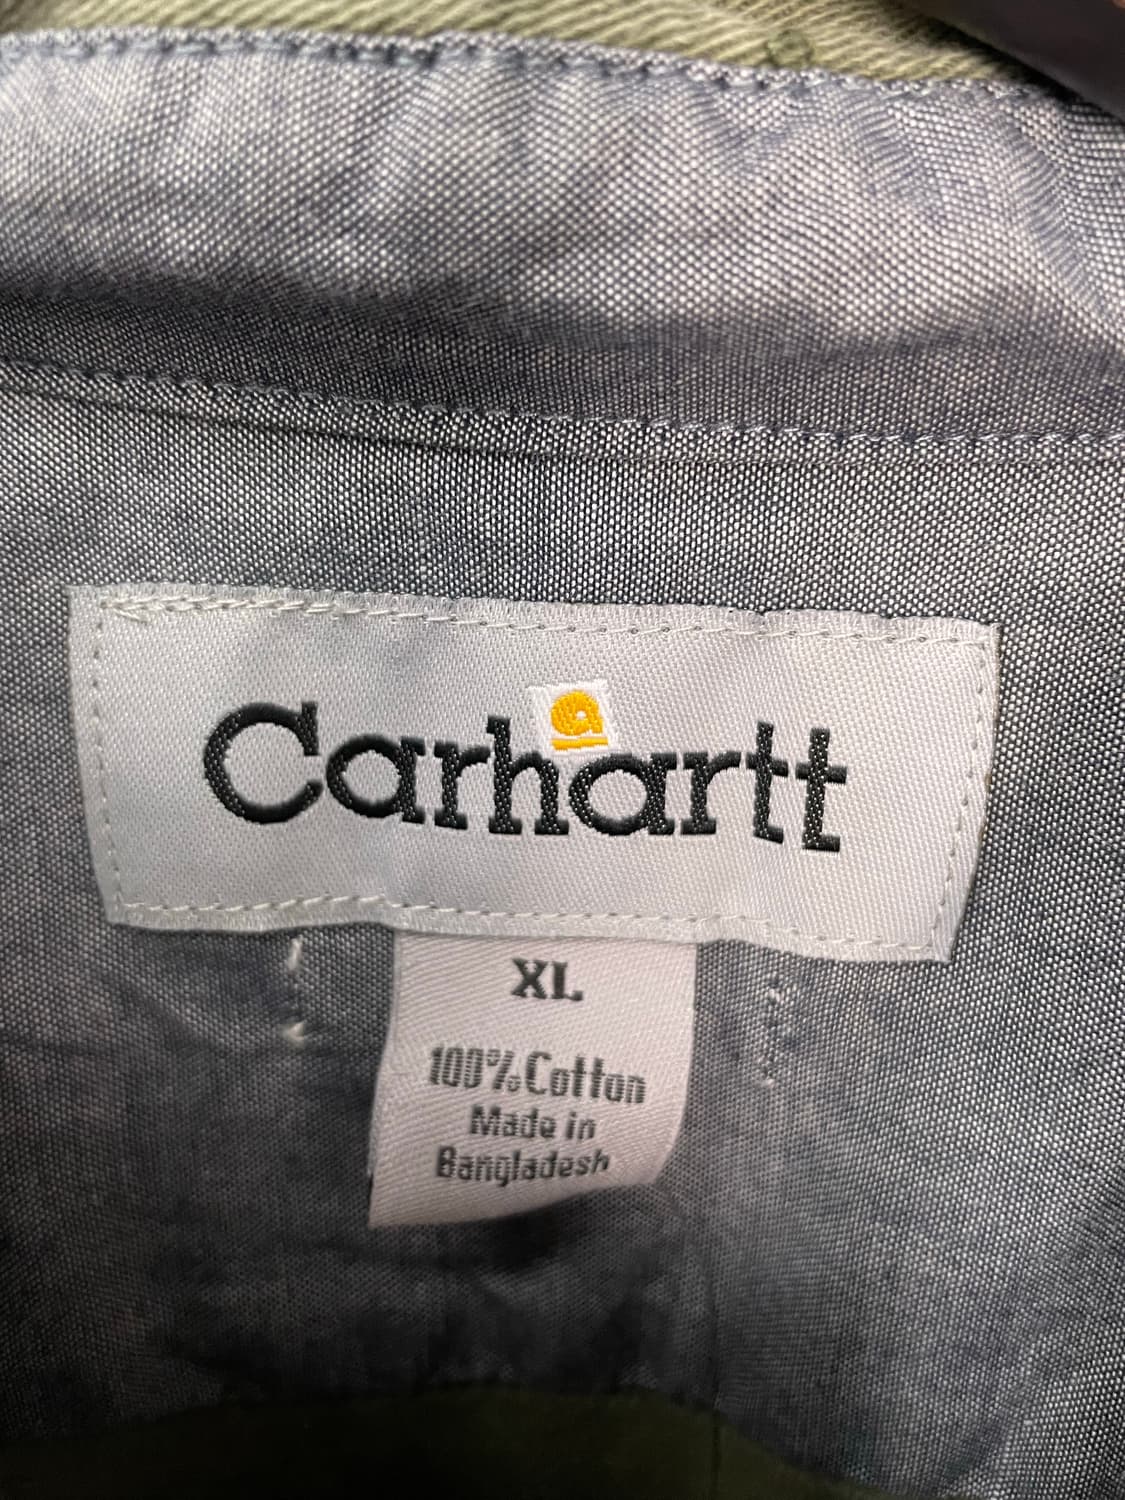 Carhartt
XL
100% Cotton
Made in
Bangladesh